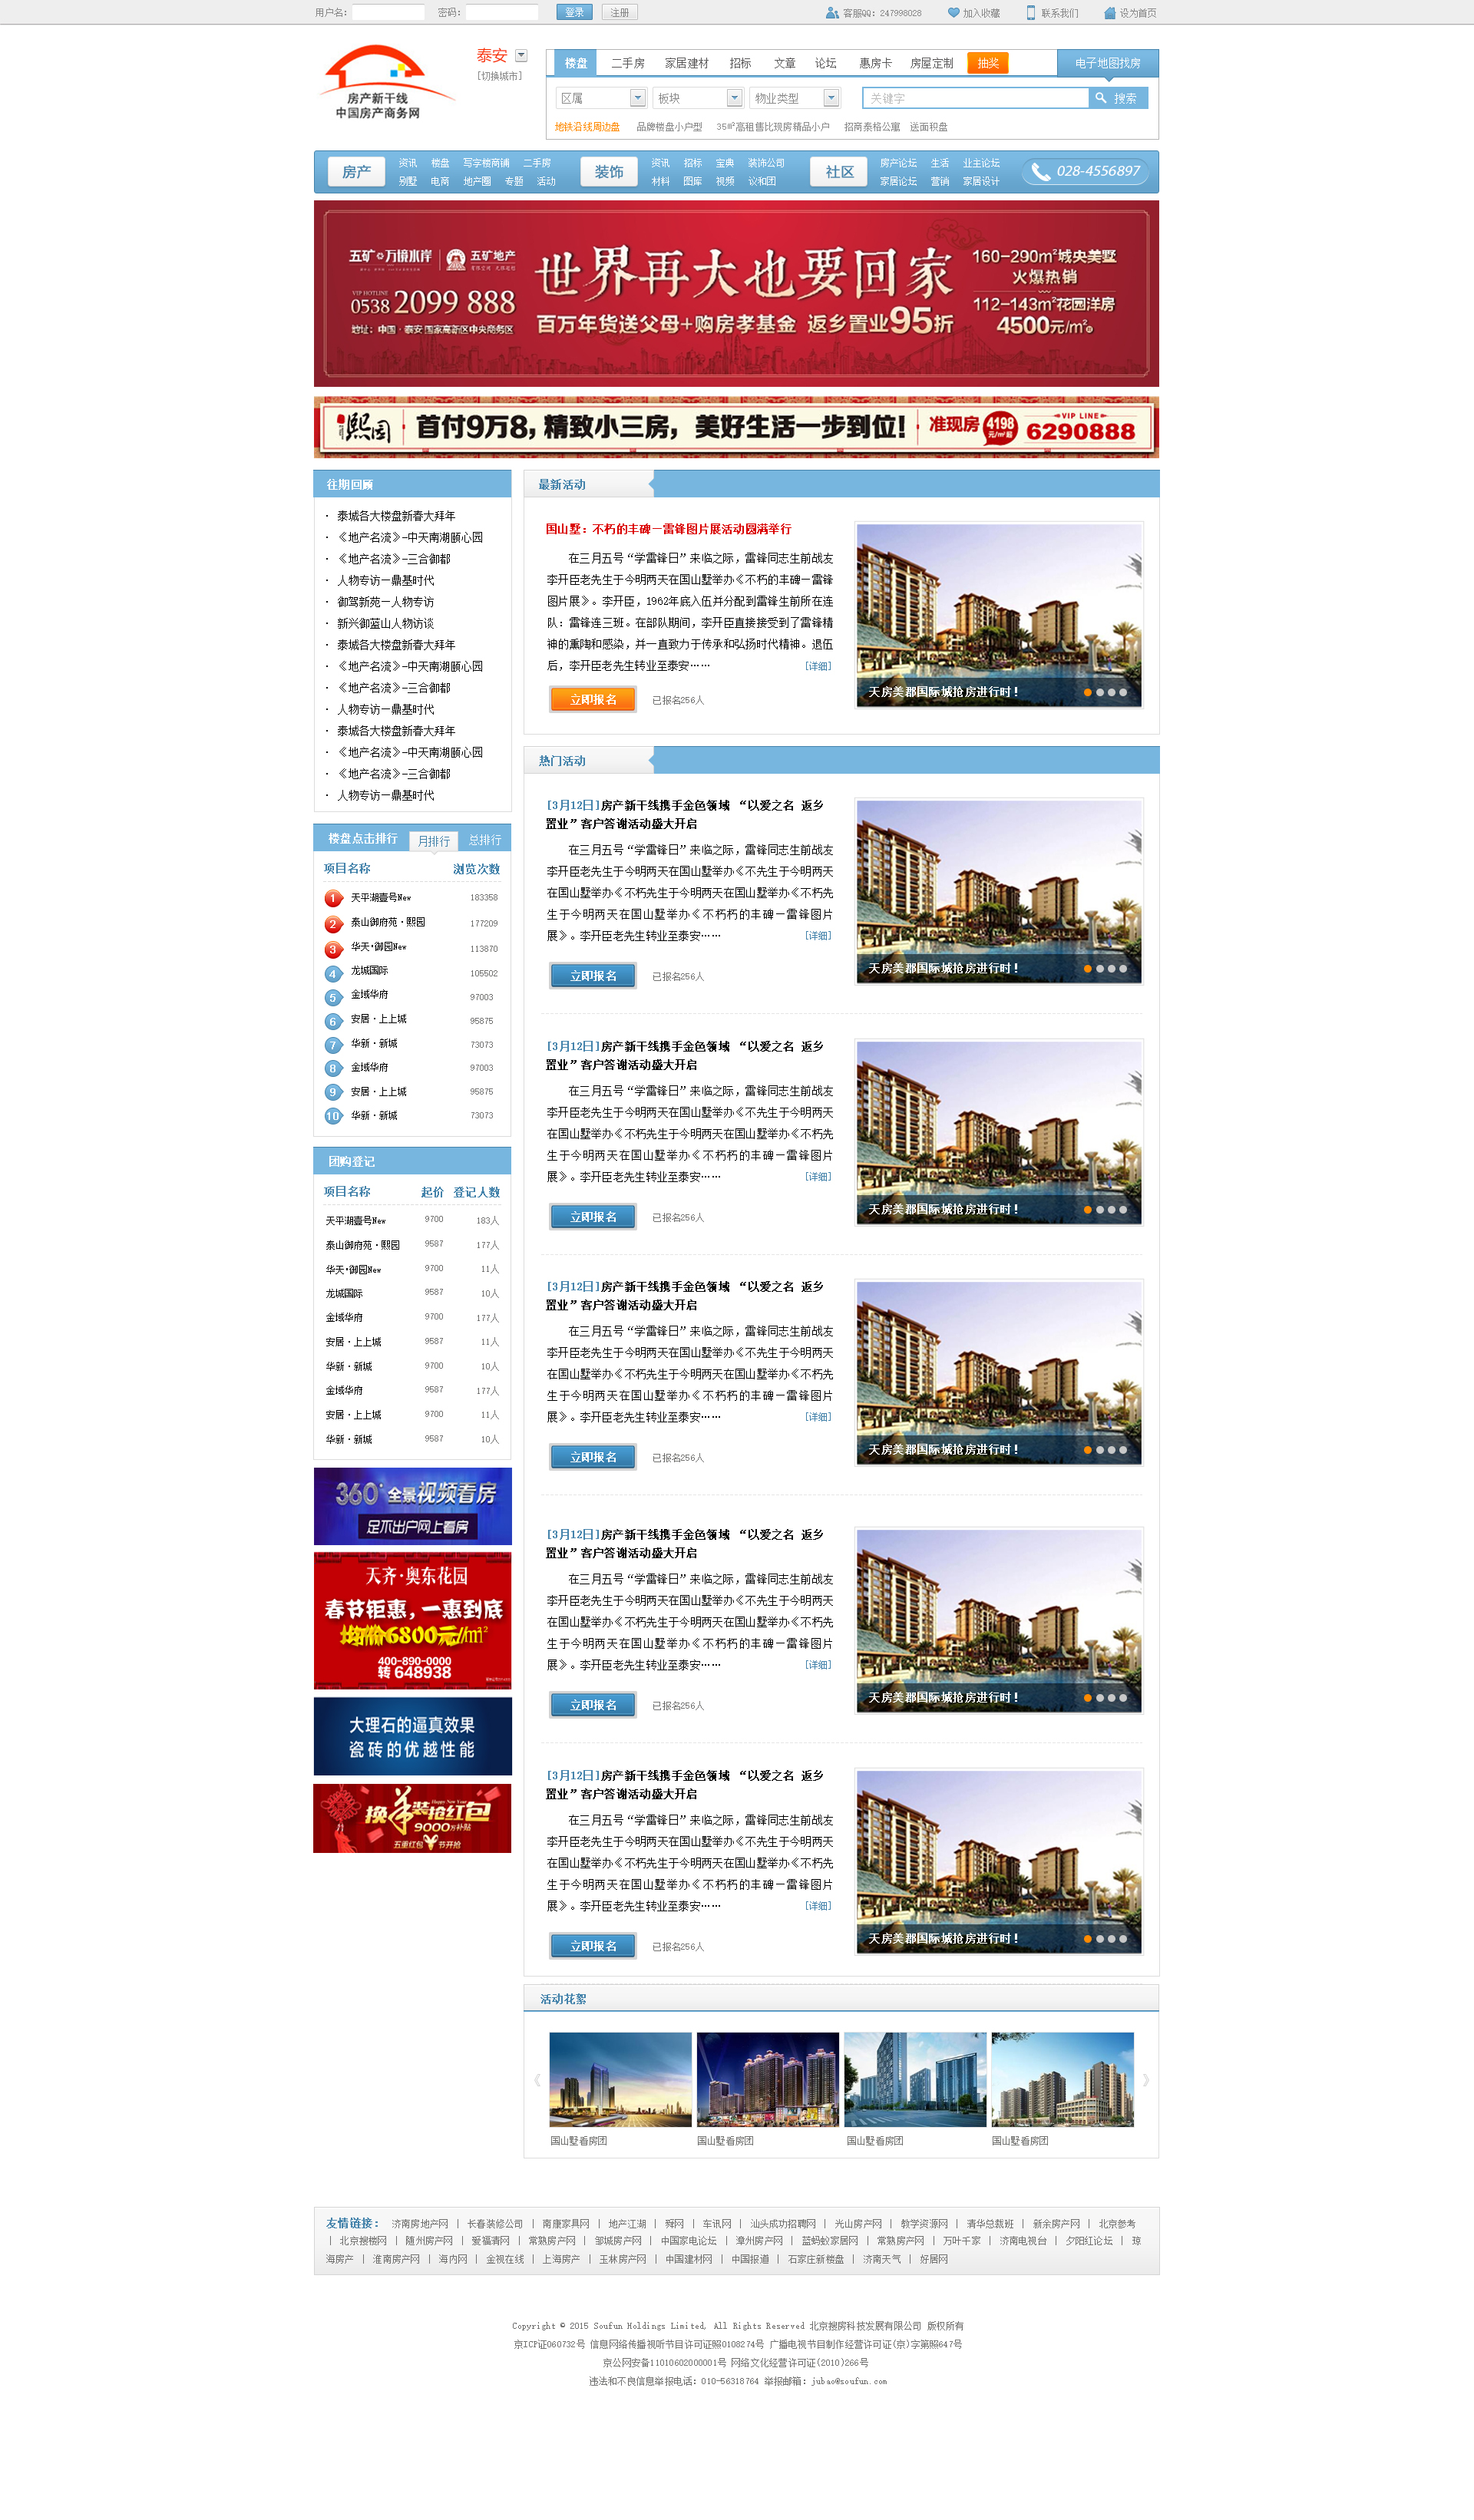 用户名: 密码: 登录 注册 客服QQ: 247998028 加入收藏 联系我们 设为首页
房产新干线
中国房产商务网
泰安
[切换城市]
楼盘 二手房 家居建材 招标 文章 论坛 惠房卡 房屋定制 抽奖 电子地图找房
区属 板块 物业类型 关键字 搜索
地铁沿线周边盘 品牌楼盘小户型 35㎡高租售比现房精品小户 招商泰格公寓 送面积盘
房产 资讯 楼盘 写字楼商铺 二手房
别墅 电商 地产圈 专题 活动
装饰 资讯 招标 宝典 装饰公司
材料 图库 视频 议和团
社区 房产论坛 生活 业主论坛
家居论坛 营销 家居设计
028-4556897
五矿·万境水岸 五矿地产
VIP HOTLINE
0538 2099 888
地址: 中国·泰安 国家高新区中央商务区
世界再大也要回家
百万年货送父母+购房孝基金 返乡置业95折
160-290m²城央美墅
火爆热销
112-143m²花园洋房
4500元/㎡起
熙园 首付9万8, 精致小三房, 美好生活一步到位! 准现房 4198元/㎡起 VIP LINE 6290888
往期回顾
· 泰城各大楼盘新春大拜年
· 《地产名流》-中天南湖颐心园
· 《地产名流》-三合御都
· 人物专访—鼎基时代
· 御驾新苑—人物专访
· 新兴御蓝山人物访谈
· 泰城各大楼盘新春大拜年
· 《地产名流》-中天南湖颐心园
· 《地产名流》-三合御都
· 人物专访—鼎基时代
· 泰城各大楼盘新春大拜年
· 《地产名流》-中天南湖颐心园
· 《地产名流》-三合御都
· 人物专访—鼎基时代
楼盘点击排行 月排行 总排行
项目名称 浏览次数
1 天平湖壹号New 183358
2 泰山御府苑·熙园 177209
3 华天·御园New 113870
4 龙城国际 105502
5 金域华府 97003
6 安居·上上城 95875
7 华新·新城 73073
8 金域华府 97003
9 安居·上上城 95875
10 华新·新城 73073
团购登记
项目名称 起价 登记人数
天平湖壹号New 9700 183人
泰山御府苑·熙园 9587 177人
华天·御园New 9700 11人
龙城国际 9587 10人
金域华府 9700 177人
安居·上上城 9587 11人
华新·新城 9700 10人
金域华府 9587 177人
安居·上上城 9700 11人
华新·新城 9587 10人
360°全景视频看房
足不出户网上看房
天齐·奥东花园
春节钜惠，一惠到底
均价6800元/㎡
400-890-0000
转 648938
大理石的逼真效果
瓷砖的优越性能
Happy New Year
换年装抢红包
9000万补贴
五重红包 节开抢
最新活动
国山墅: 不朽的丰碑—雷锋图片展活动圆满举行
在三月五号“学雷锋日”来临之际，雷锋同志生前战友
李开臣老先生于今明两天在国山墅举办《不朽的丰碑—雷锋
图片展》。李开臣，1962年底入伍并分配到雷锋生前所在连
队: 雷锋连三班。在部队期间，李开臣直接接受到了雷锋精
神的熏陶和感染，并一直致力于传承和弘扬时代精神。退伍
后，李开臣老先生转业至泰安…… [详细]
立即报名 已报名256人
天房美郡国际城抢房进行时!
热门活动
[3月12日]房产新干线携手金色领域 “以爱之名 返乡
置业”客户答谢活动盛大开启
在三月五号“学雷锋日”来临之际，雷锋同志生前战友
李开臣老先生于今明两天在国山墅举办《不先生于今明两天
在国山墅举办《不朽先生于今明两天在国山墅举办《不朽先
生于今明两天在国山墅举办《不朽朽的丰碑—雷锋图片
展》。李开臣老先生转业至泰安…… [详细]
立即报名 已报名256人
天房美郡国际城抢房进行时!
[3月12日]房产新干线携手金色领域 “以爱之名 返乡
置业”客户答谢活动盛大开启
在三月五号“学雷锋日”来临之际，雷锋同志生前战友
李开臣老先生于今明两天在国山墅举办《不先生于今明两天
在国山墅举办《不朽先生于今明两天在国山墅举办《不朽先
生于今明两天在国山墅举办《不朽朽的丰碑—雷锋图片
展》。李开臣老先生转业至泰安…… [详细]
立即报名 已报名256人
天房美郡国际城抢房进行时!
[3月12日]房产新干线携手金色领域 “以爱之名 返乡
置业”客户答谢活动盛大开启
在三月五号“学雷锋日”来临之际，雷锋同志生前战友
李开臣老先生于今明两天在国山墅举办《不先生于今明两天
在国山墅举办《不朽先生于今明两天在国山墅举办《不朽先
生于今明两天在国山墅举办《不朽朽的丰碑—雷锋图片
展》。李开臣老先生转业至泰安…… [详细]
立即报名 已报名256人
天房美郡国际城抢房进行时!
[3月12日]房产新干线携手金色领域 “以爱之名 返乡
置业”客户答谢活动盛大开启
在三月五号“学雷锋日”来临之际，雷锋同志生前战友
李开臣老先生于今明两天在国山墅举办《不先生于今明两天
在国山墅举办《不朽先生于今明两天在国山墅举办《不朽先
生于今明两天在国山墅举办《不朽朽的丰碑—雷锋图片
展》。李开臣老先生转业至泰安…… [详细]
立即报名 已报名256人
天房美郡国际城抢房进行时!
[3月12日]房产新干线携手金色领域 “以爱之名 返乡
置业”客户答谢活动盛大开启
在三月五号“学雷锋日”来临之际，雷锋同志生前战友
李开臣老先生于今明两天在国山墅举办《不先生于今明两天
在国山墅举办《不朽先生于今明两天在国山墅举办《不朽先
生于今明两天在国山墅举办《不朽朽的丰碑—雷锋图片
展》。李开臣老先生转业至泰安…… [详细]
立即报名 已报名256人
天房美郡国际城抢房进行时!
活动花絮
国山墅看房团 国山墅看房团 国山墅看房团 国山墅看房团
友情链接: 济南房地产网 | 长春装修公司 | 南康家具网 | 地产江湖 | 舜网 | 车讯网 | 汕头成功招聘网 | 光山房产网 | 教学资源网 | 清华总裁班 | 新余房产网 | 北京参考
| 北京搜楼网 | 随州房产网 | 爱福清网 | 常熟房产网 | 邹城房产网 | 中国家电论坛 | 漳州房产网 | 蓝蚂蚁家居网 | 常熟房产网 | 万叶千家 | 济南电视台 | 夕阳红论坛 | 琼
海房产 | 淮南房产网 | 海内网 | 金视在线 | 上海房产 | 玉林房产网 | 中国建材网 | 中国报道 | 石家庄新楼盘 | 济南天气 | 好居网
Copyright © 2015 Soufun Holdings Limited, All Rights Reserved 北京搜房科技发展有限公司 版权所有
京ICP证060732号 信息网络传播视听节目许可证照0108274号 广播电视节目制作经营许可证(京)字第照647号
京公网安备11010602000001号 网络文化经营许可证(2010)266号
违法和不良信息举报电话: 010-56318764 举报邮箱: jubao@soufun.com